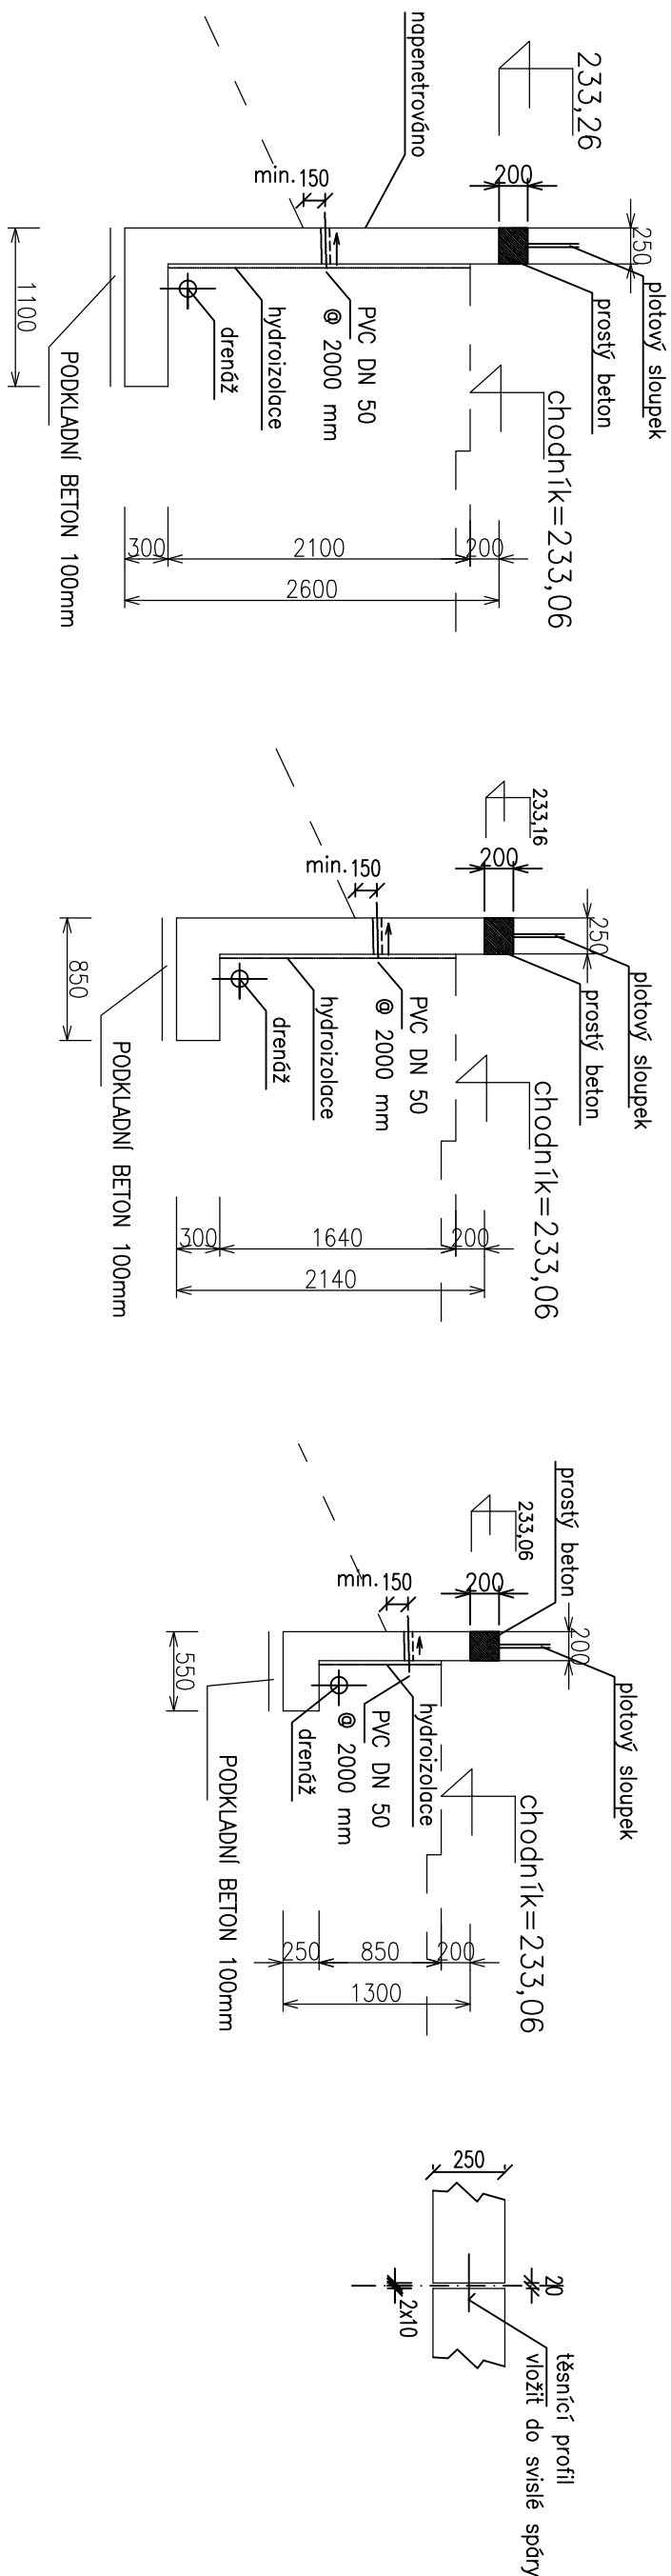 233,26
napenetrováno
min.
150
200
250
plotový sloupek
prostý beton
chodník=233,06
PVC DN 50
@ 2000 mm
hydroizolace
drenáž
1100
PODKLADNÍ BETON 100mm
300
2100
200
2600
233,16
min.
150
200
250
plotový sloupek
prostý beton
chodník=233,06
PVC DN 50
@ 2000 mm
hydroizolace
drenáž
850
PODKLADNÍ BETON 100mm
300
1640
200
2140
prostý beton
233,06
min.
150
200
200
plotový sloupek
chodník=233,06
hydroizolace
PVC DN 50
@ 2000 mm
drenáž
550
PODKLADNÍ BETON 100mm
250
850
200
1300
250
20
2x10
těsnící profil
vložit do svislé spáry